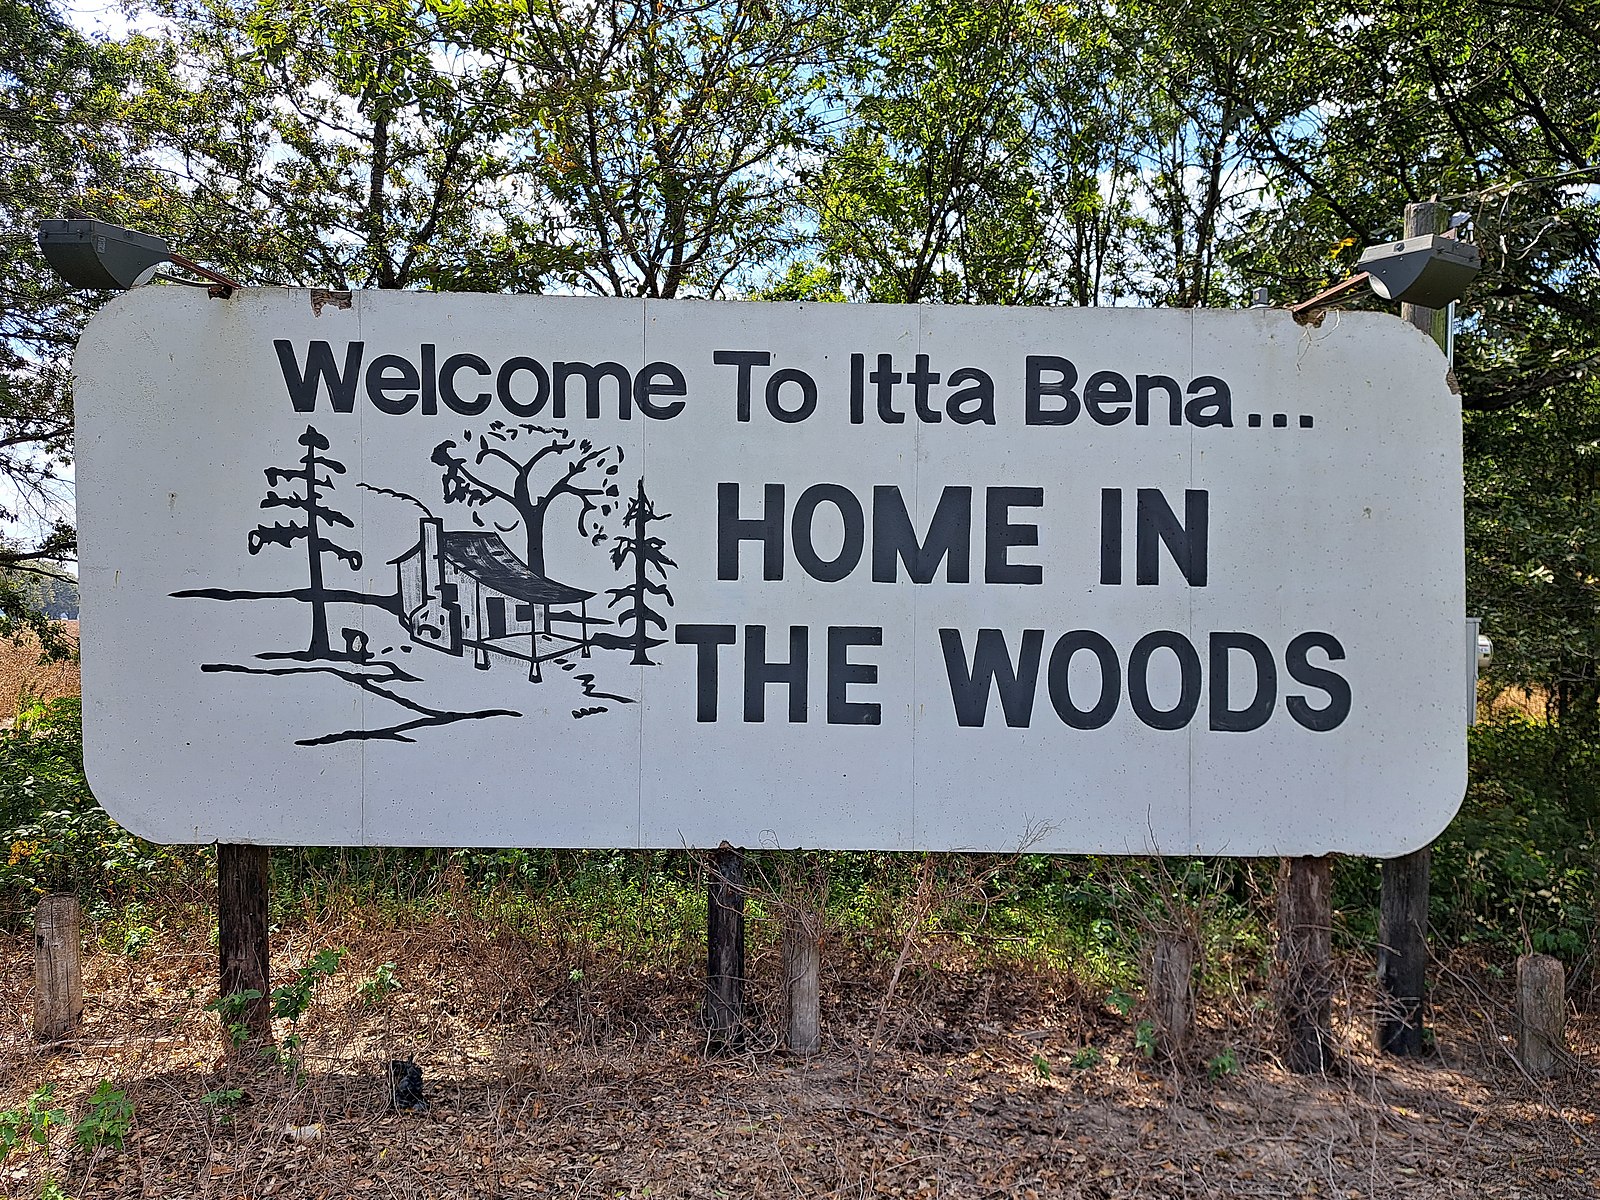 Welcome To Itta Bena...
HOME IN
THE WOODS